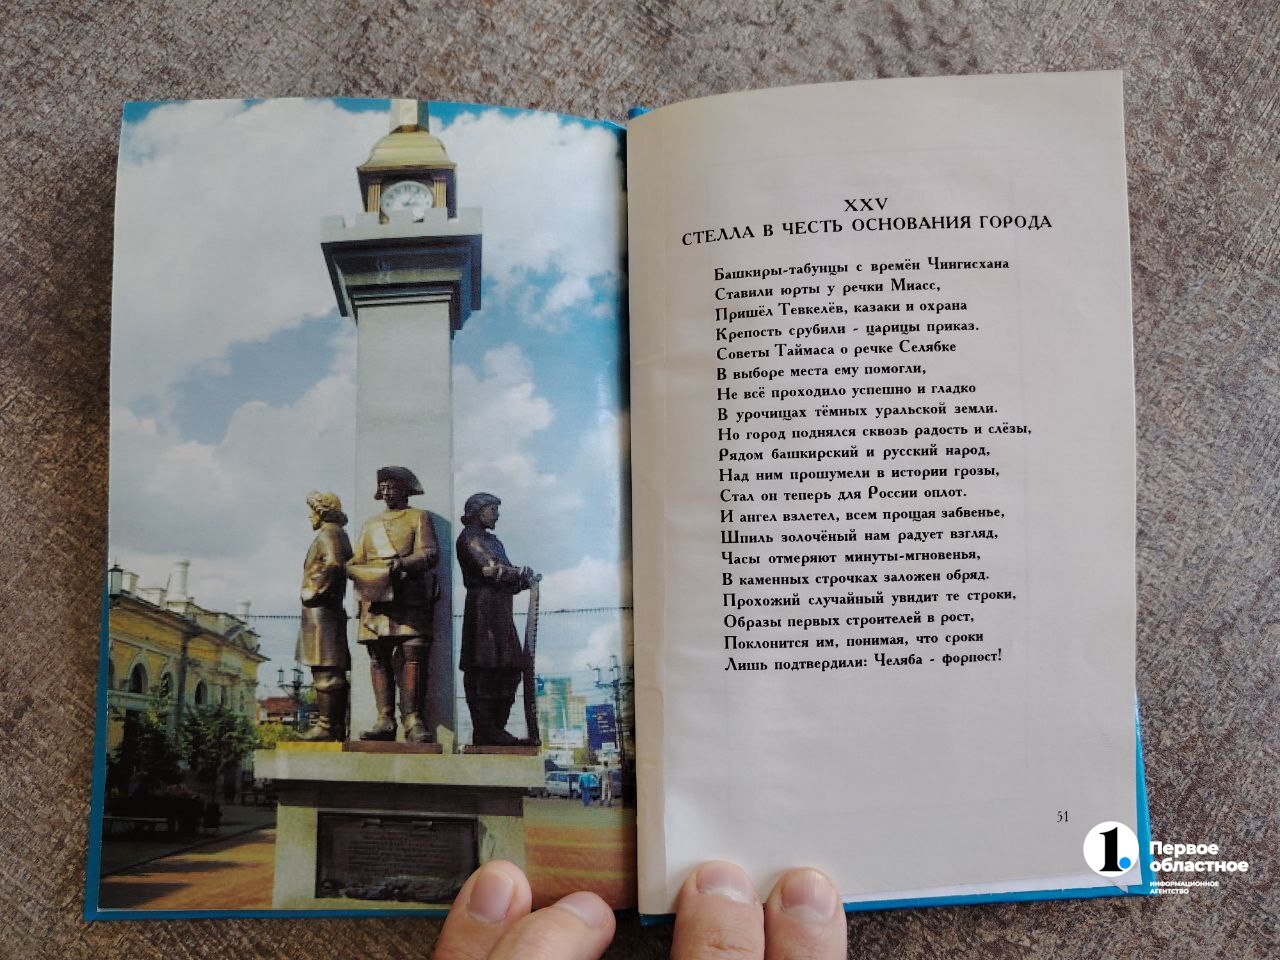 XXV
СТЕЛЛА В ЧЕСТЬ ОСНОВАНИЯ ГОРОДА
Башкиры-табунцы с времён Чингисхана
Ставили юрты у речки Миасс,
Пришёл Тевкелёв, казаки и охрана
Крепость срубили - царицы приказ.
Советы Таймаса о речке Селябке
В выборе места ему помогли,
Не всё проходило успешно и гладко
В урочищах тёмных уральской земли.
Но город поднялся сквозь радость и слёзы,
Рядом башкирский и русский народ,
Над ним прошумели в истории грозы,
Стал он теперь для России оплот.
И ангел взлетел, всем прощая забвенье,
Шпиль золочёный нам радует взгляд,
Часы отмеряют минуты-мгновенья,
В каменных строчках заложен обряд.
Прохожий случайный увидит те строки,
Образы первых строителей в рост,
Поклонится им, понимая, что сроки
Лишь подтвердили: Челяба - форпост!
51
1.
Первое
областное
ИНФОРМАЦИОННОЕ
АГЕНТСТВО